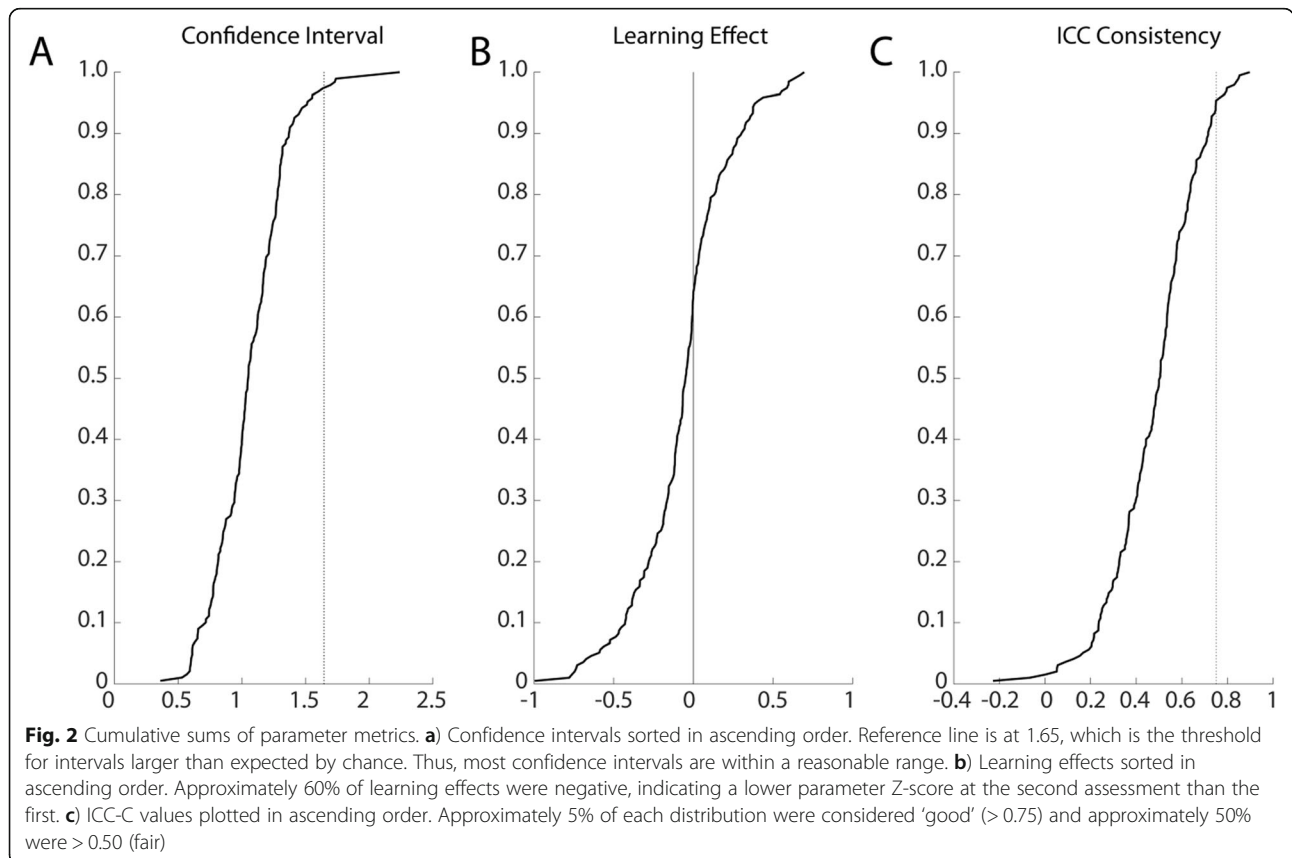 A Confidence Interval
B Learning Effect
C ICC Consistency
1.0 1.0 1.0
0.9 0.9 0.9
0.8 0.8 0.8
0.7 0.7 0.7
0.6 0.6 0.6
0.5 0.5 0.5
0.4 0.4 0.4
0.3 0.3 0.3
0.2 0.2 0.2
0.1 0.1 0.1
0 0 0
0 0.5 1 1.5 2 2.5
-1 -0.5 0 0.5 1
-0.4 -0.2 0 0.2 0.4 0.6 0.8 1
Fig. 2 Cumulative sums of parameter metrics. a) Confidence intervals sorted in ascending order. Reference line is at 1.65, which is the threshold
for intervals larger than expected by chance. Thus, most confidence intervals are within a reasonable range. b) Learning effects sorted in
ascending order. Approximately 60% of learning effects were negative, indicating a lower parameter Z-score at the second assessment than the
first. c) ICC-C values plotted in ascending order. Approximately 5% of each distribution were considered ‘good’ (> 0.75) and approximately 50%
were > 0.50 (fair)